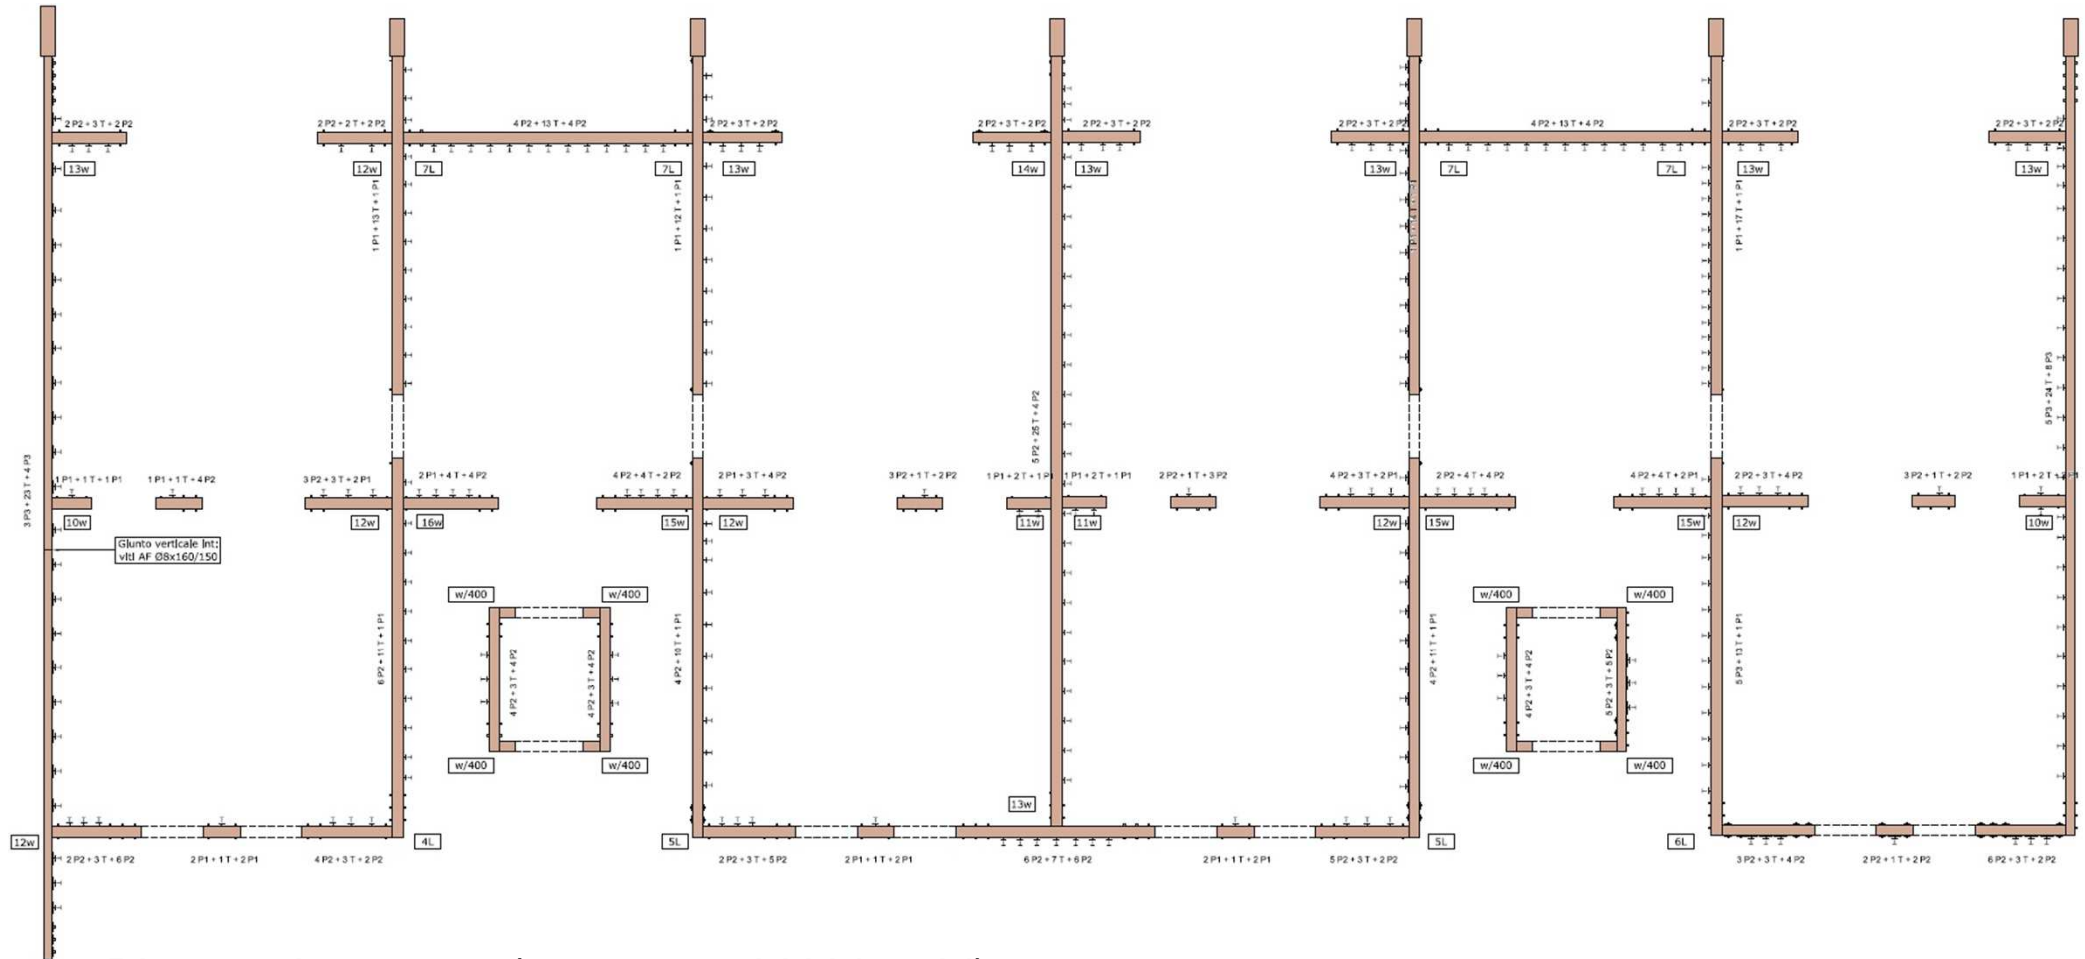 2 P2 + 3 T + 2 P2
2 P2 + 2 T + 2 P2
4 P2 + 13 T + 4 P2
2 P2 + 3 T + 2 P2
2 P2 + 3 T + 2 P2
2 P2 + 3 T + 2 P2
2 P2 + 3 T + 2 P2
4 P2 + 13 T + 4 P2
2 P2 + 3 T + 2 P2
2 P2 + 3 T + 2 P2
13w
12w
7L
7L
13w
14w
13w
13w
7L
7L
13w
13w
1 P1 + 13 T + 1 P1
1 P1 + 12 T + 1 P1
1 P1 + 17 T + 1 P1
5 P2 + 25 T + 4 P2
5 P3 + 24 T + 8 P3
3 P3 + 23 T + 4 P3
1 P1 + 1 T + 1 P1
1 P1 + 1 T + 4 P2
3 P2 + 3 T + 2 P1
2 P1 + 4 T + 4 P2
4 P2 + 4 T + 2 P2
2 P1 + 3 T + 4 P2
3 P2 + 1 T + 2 P2
1 P1 + 2 T + 1 P1
1 P1 + 2 T + 1 P1
2 P2 + 1 T + 3 P2
4 P2 + 3 T + 2 P1
2 P2 + 4 T + 4 P2
4 P2 + 4 T + 2 P1
2 P2 + 3 T + 4 P2
3 P2 + 1 T + 2 P2
1 P1 + 2 T + 2 P1
10w
12w
16w
15w
12w
11w
11w
12w
15w
15w
12w
10w
Giunto verticale int:
viti AF Ø8x160/150
w/400
w/400
w/400
w/400
6 P2 + 11 T + 1 P1
4 P2 + 3 T + 4 P2
4 P2 + 3 T + 4 P2
4 P2 + 10 T + 1 P1
4 P2 + 11 T + 1 P1
4 P2 + 3 T + 4 P2
5 P2 + 3 T + 5 P2
5 P3 + 13 T + 1 P1
w/400
w/400
w/400
w/400
13w
12w
4L
5L
5L
6L
2 P2 + 3 T + 6 P2
2 P1 + 1 T + 2 P1
4 P2 + 3 T + 2 P2
2 P2 + 3 T + 5 P2
2 P1 + 1 T + 2 P1
6 P2 + 7 T + 6 P2
2 P1 + 1 T + 2 P1
5 P2 + 3 T + 2 P2
3 P2 + 3 T + 4 P2
2 P2 + 1 T + 2 P2
6 P2 + 3 T + 2 P2